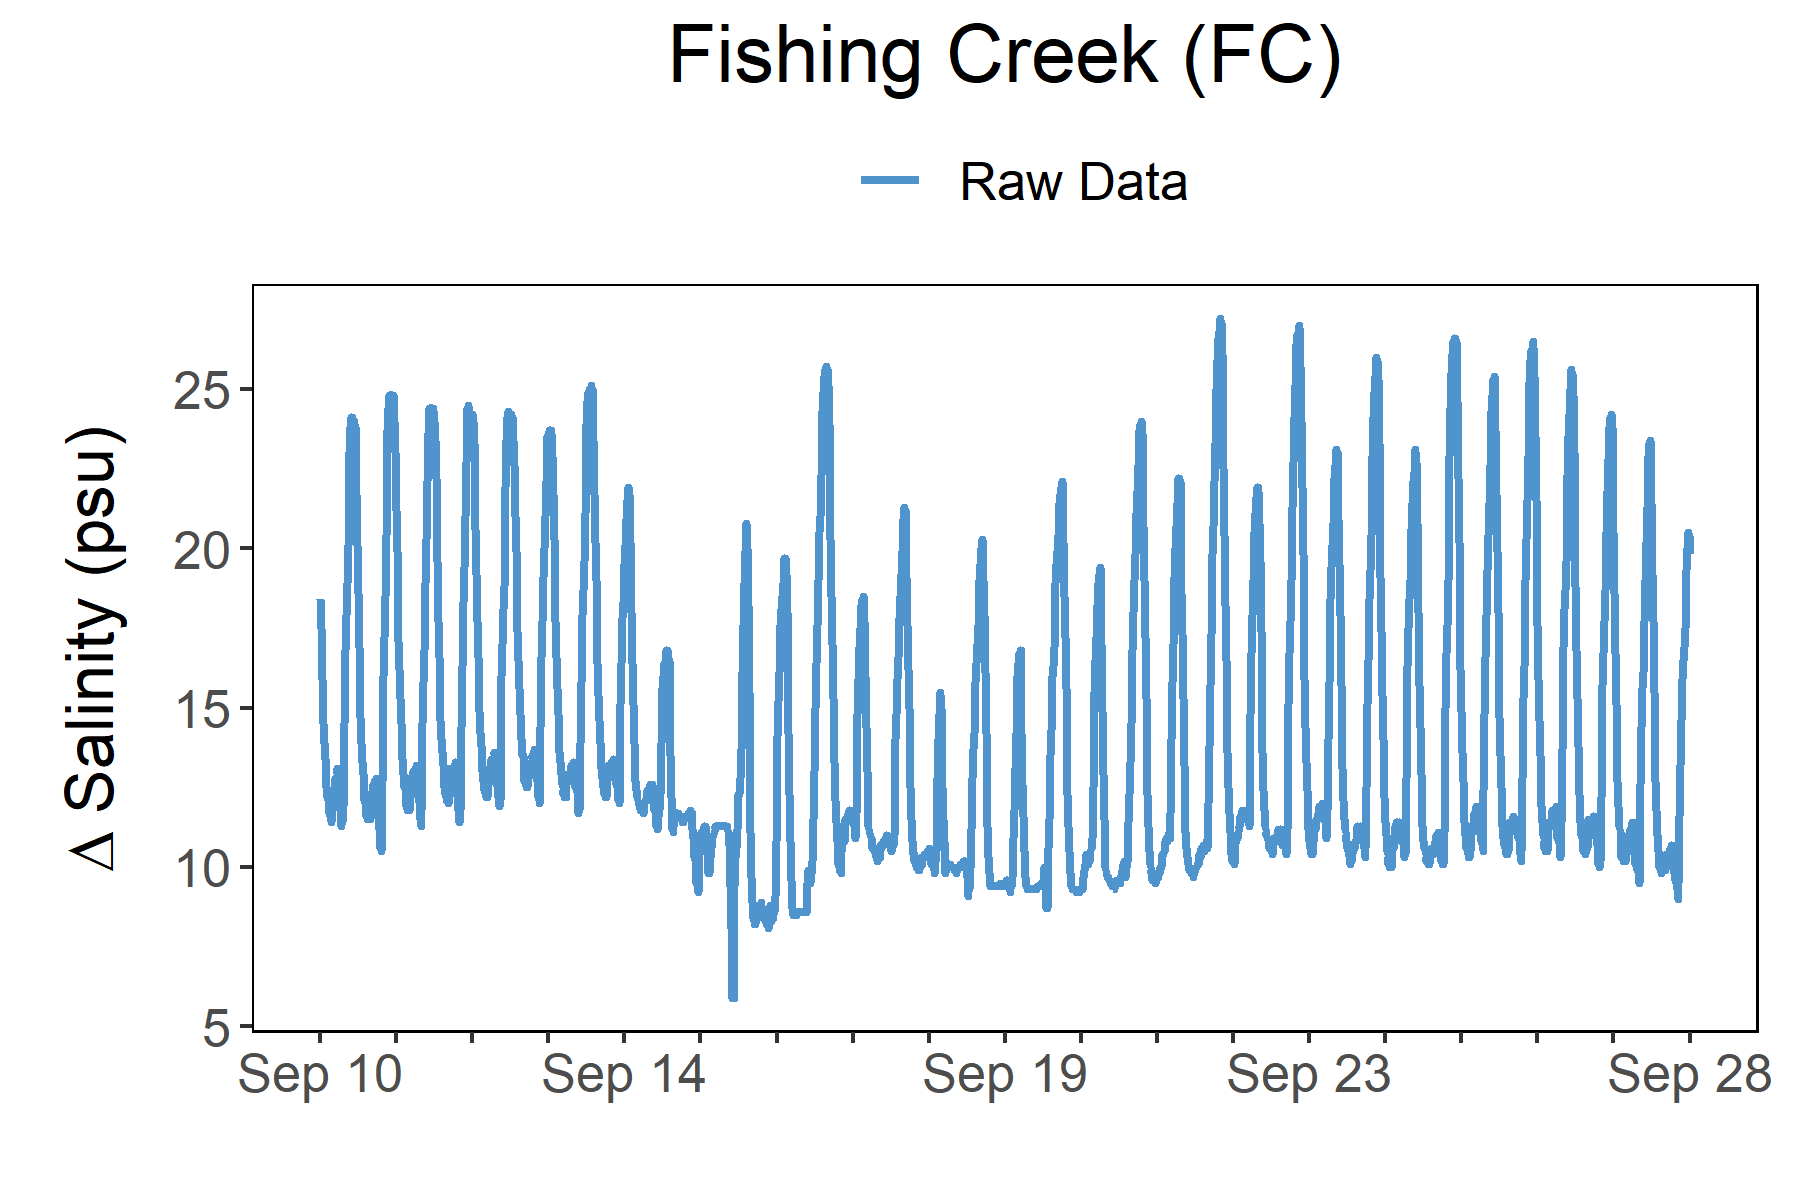 Fishing Creek (FC)
Raw Data
Δ Salinity (psu)
25
20
15
10
5
Sep 10 Sep 14 Sep 19 Sep 23 Sep 28